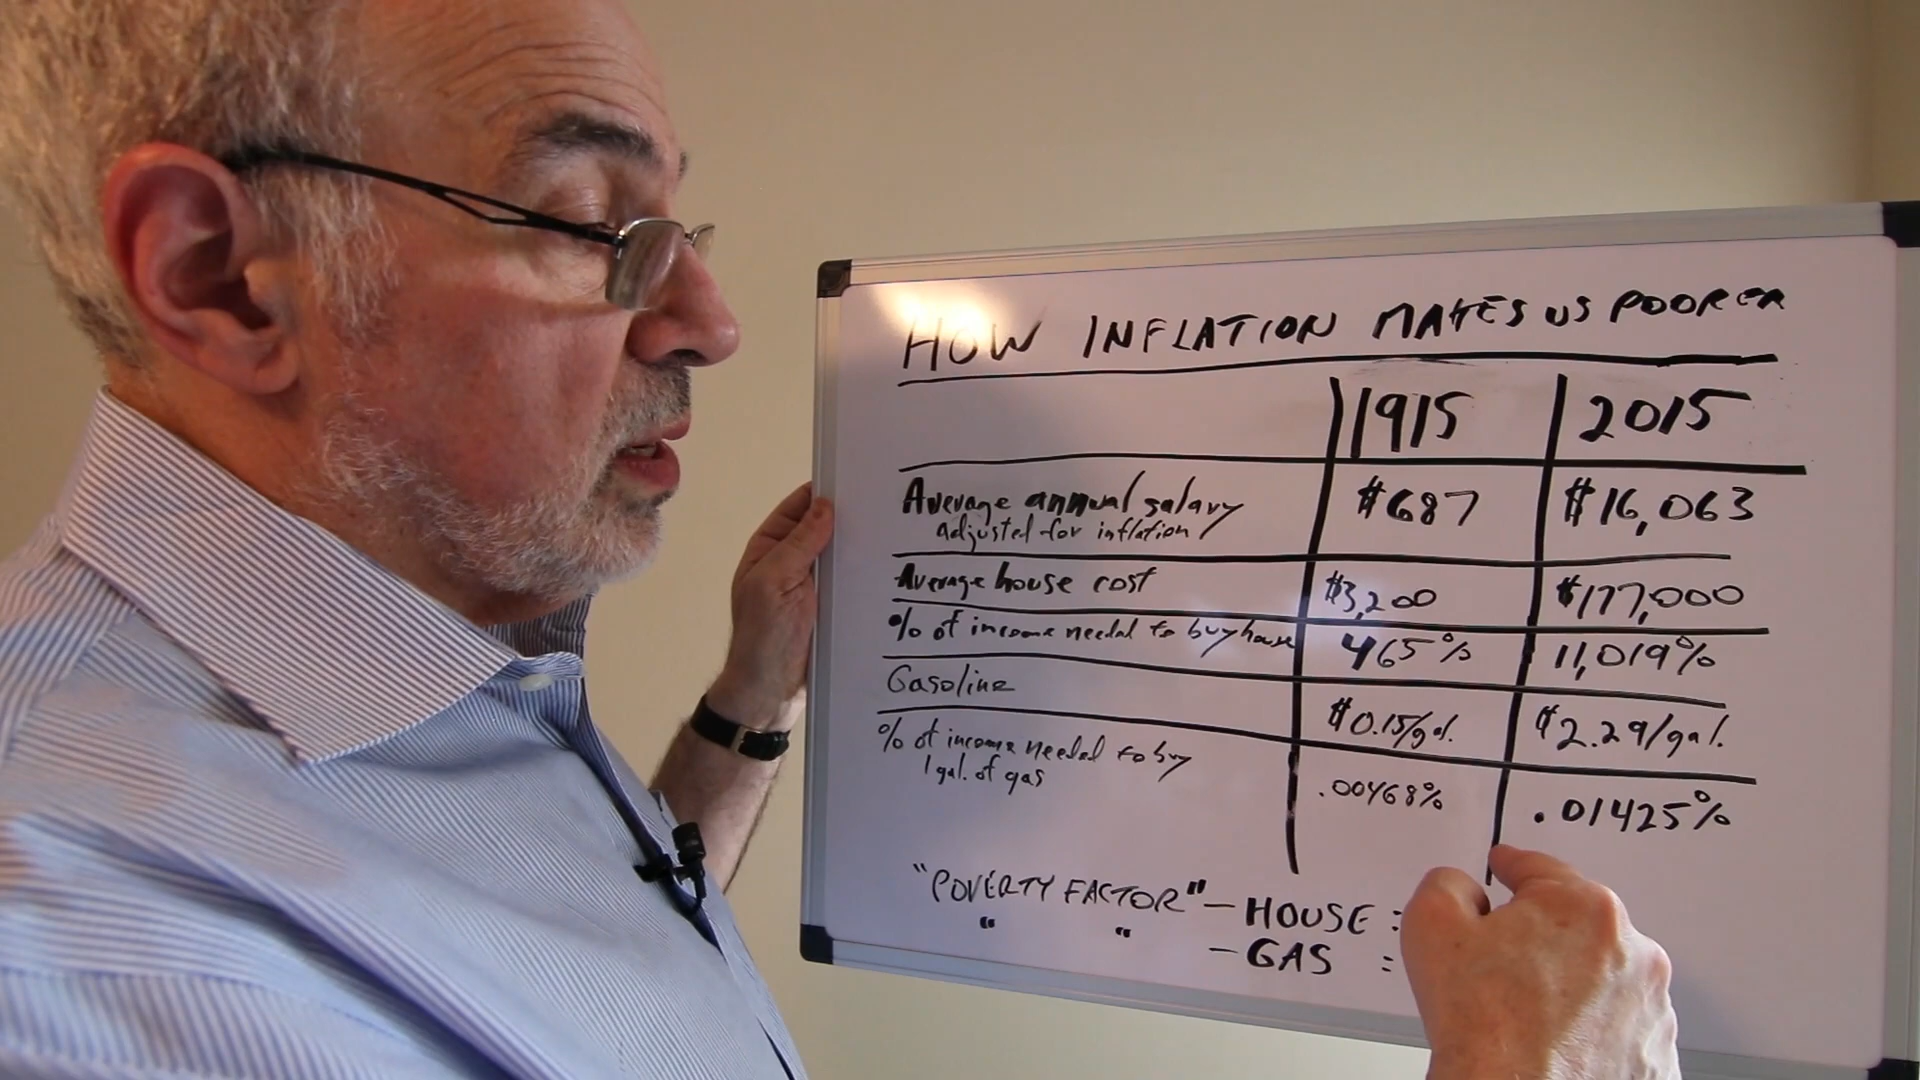 HOW INFLATION MAKES US POORER
1915 2015
Average annual salary $687 $16,063
adjusted for inflation
Average house cost $3,200 $177,000
% of income needed to buy house 465% 11,019%
Gasoline $0.15/gal. $2.29/gal.
% of income needed to buy .00468% .01425%
1 gal. of gas
"POVERTY FACTOR" - HOUSE :
" " - GAS :